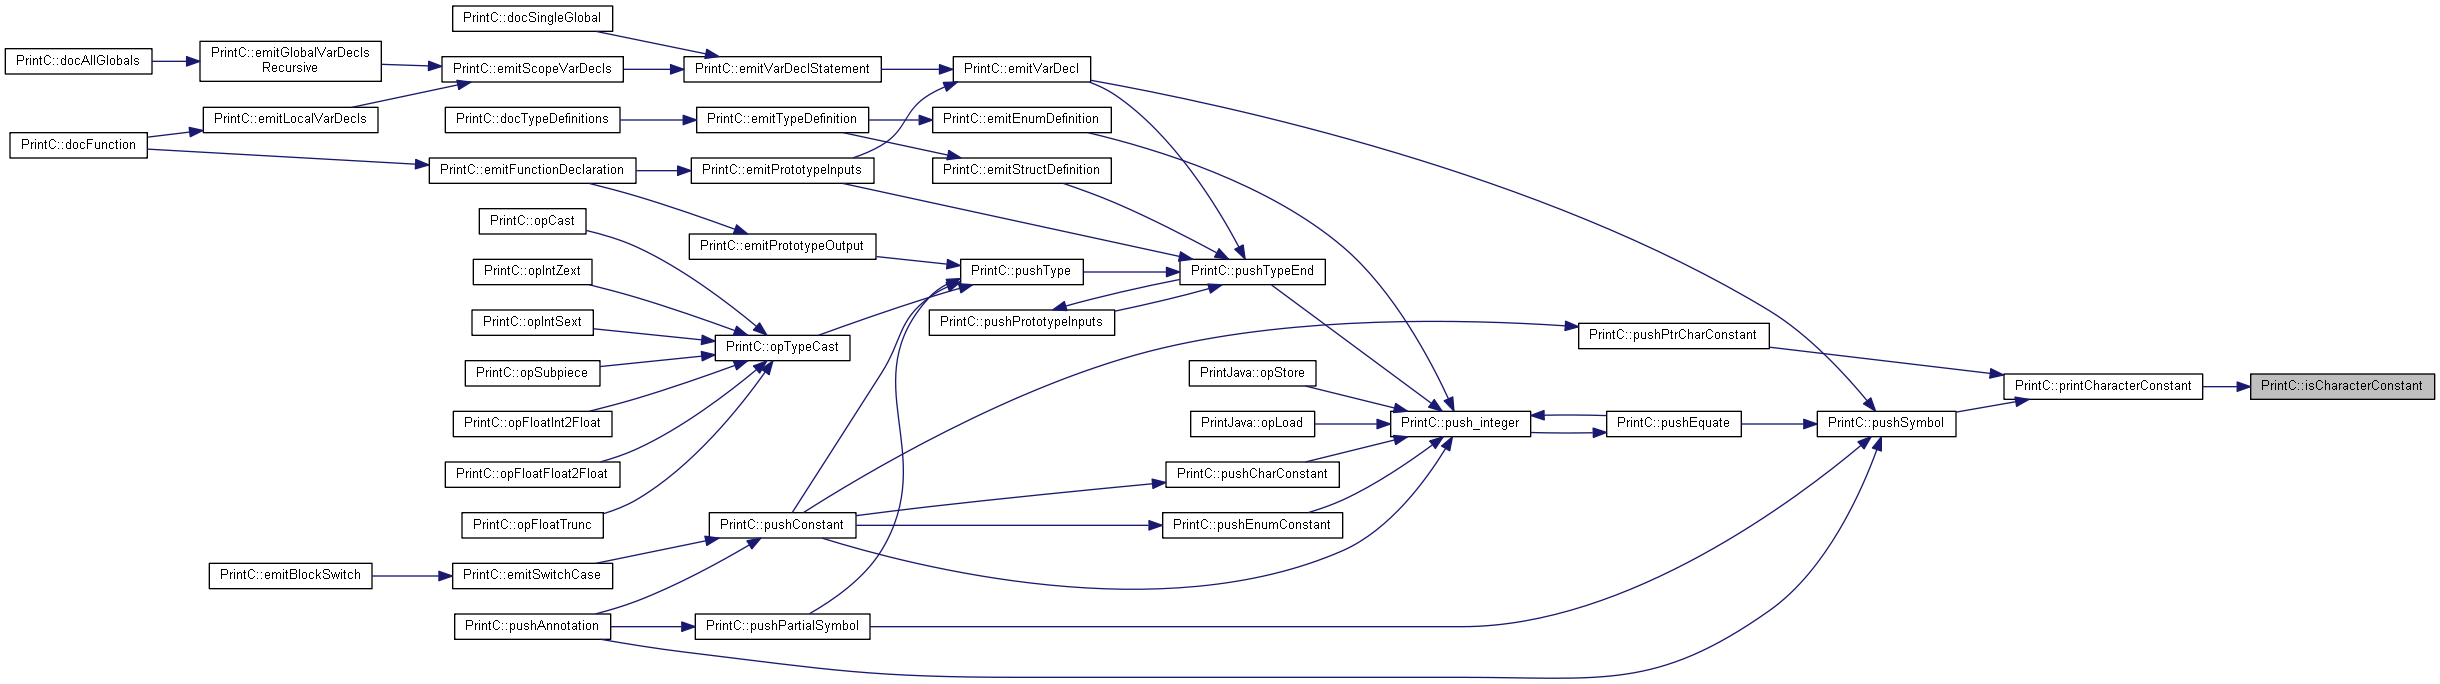 PrintC::docSingleGlobal
PrintC::docAllGlobals
PrintC::emitGlobalVarDecls
Recursive
PrintC::emitScopeVarDecls
PrintC::emitVarDeclStatement
PrintC::emitVarDecl
PrintC::docFunction
PrintC::emitLocalVarDecls
PrintC::docTypeDefinitions
PrintC::emitTypeDefinition
PrintC::emitEnumDefinition
PrintC::emitFunctionDeclaration
PrintC::emitPrototypeInputs
PrintC::emitStructDefinition
PrintC::opCast
PrintC::emitPrototypeOutput
PrintC::opIntZext
PrintC::pushType
PrintC::pushTypeEnd
PrintC::opIntSext
PrintC::pushPrototypeInputs
PrintC::opTypeCast
PrintC::pushPtrCharConstant
PrintC::opSubpiece
PrintJava::opStore
PrintC::printCharacterConstant
PrintC::isCharacterConstant
PrintC::opFloatInt2Float
PrintJava::opLoad
PrintC::push_integer
PrintC::pushEquate
PrintC::pushSymbol
PrintC::opFloatFloat2Float
PrintC::pushCharConstant
PrintC::opFloatTrunc
PrintC::pushConstant
PrintC::pushEnumConstant
PrintC::emitBlockSwitch
PrintC::emitSwitchCase
PrintC::pushAnnotation
PrintC::pushPartialSymbol